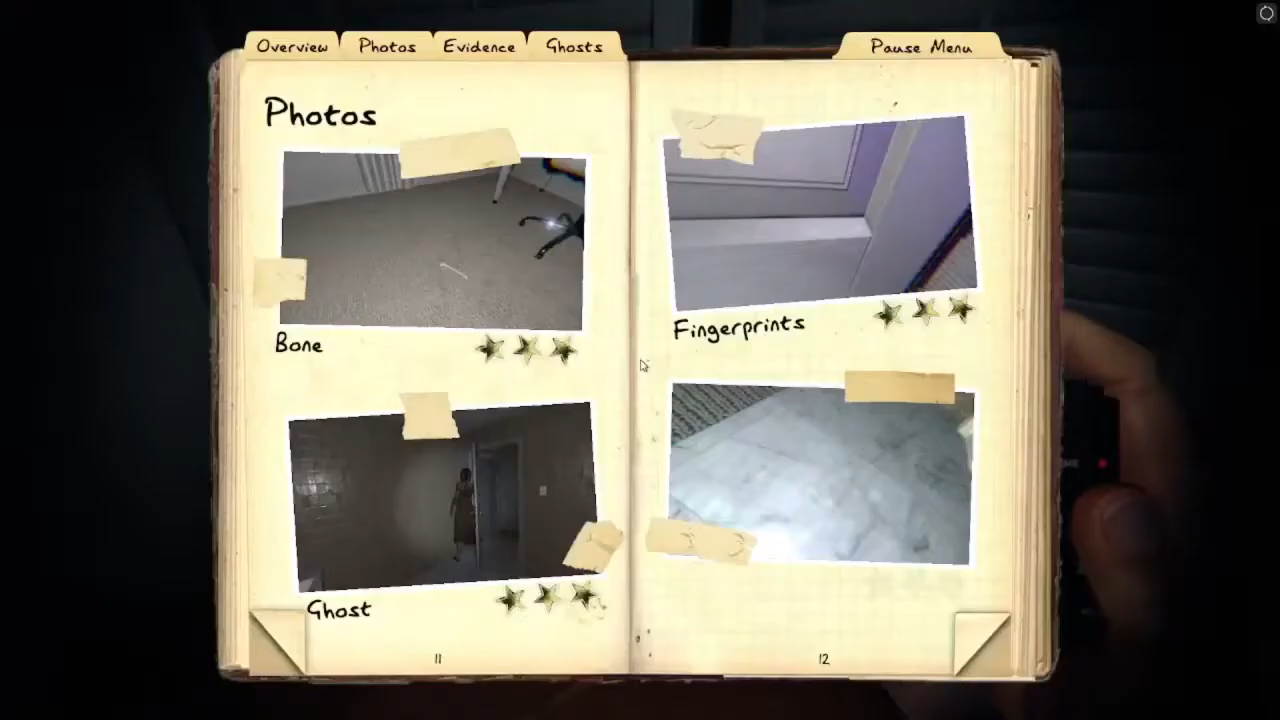 Overview Photos Evidence Ghosts
Pause Menu
Photos
Bone
Fingerprints
Ghost
11
12